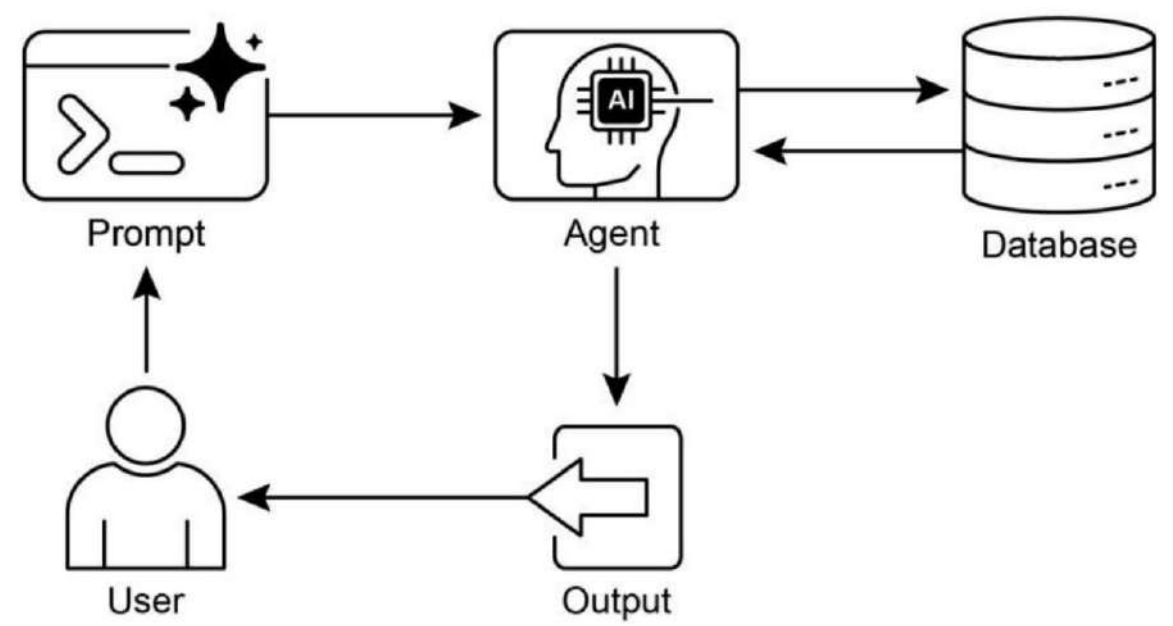 AI
Prompt
Agent
Database
User
Output